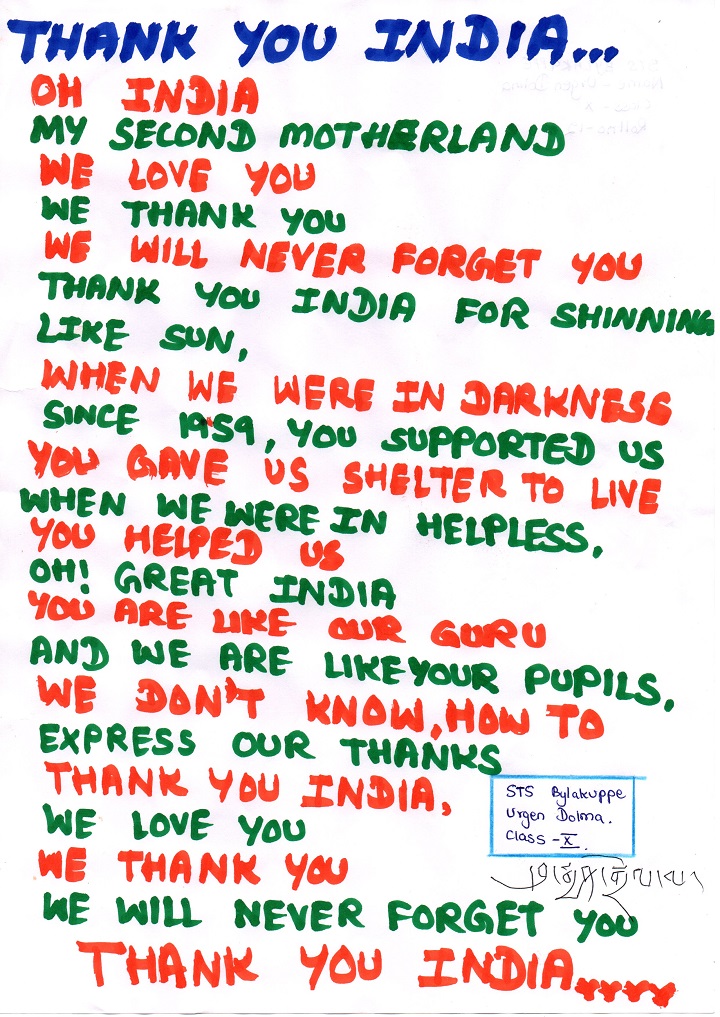 THANK YOU INDIA...
OH INDIA
MY SECOND MOTHERLAND
WE LOVE YOU
WE THANK YOU
WE WILL NEVER FORGET YOU
THANK YOU INDIA FOR SHINNING
LIKE SUN,
WHEN WE WERE IN DARKNESS
SINCE 1959, YOU SUPPORTED US
YOU GAVE US SHELTER TO LIVE
WHEN WE WERE IN HELPLESS,
YOU HELPED US
OH! GREAT INDIA
YOU ARE LIKE OUR GURU
AND WE ARE LIKE YOUR PUPILS,
WE DON'T KNOW, HOW TO
EXPRESS OUR THANKS
THANK YOU INDIA,
WE LOVE YOU
WE THANK YOU
WE WILL NEVER FORGET YOU
THANK YOU INDIA
STS Bylakuppe
Urgen Dolma.
Class - X.